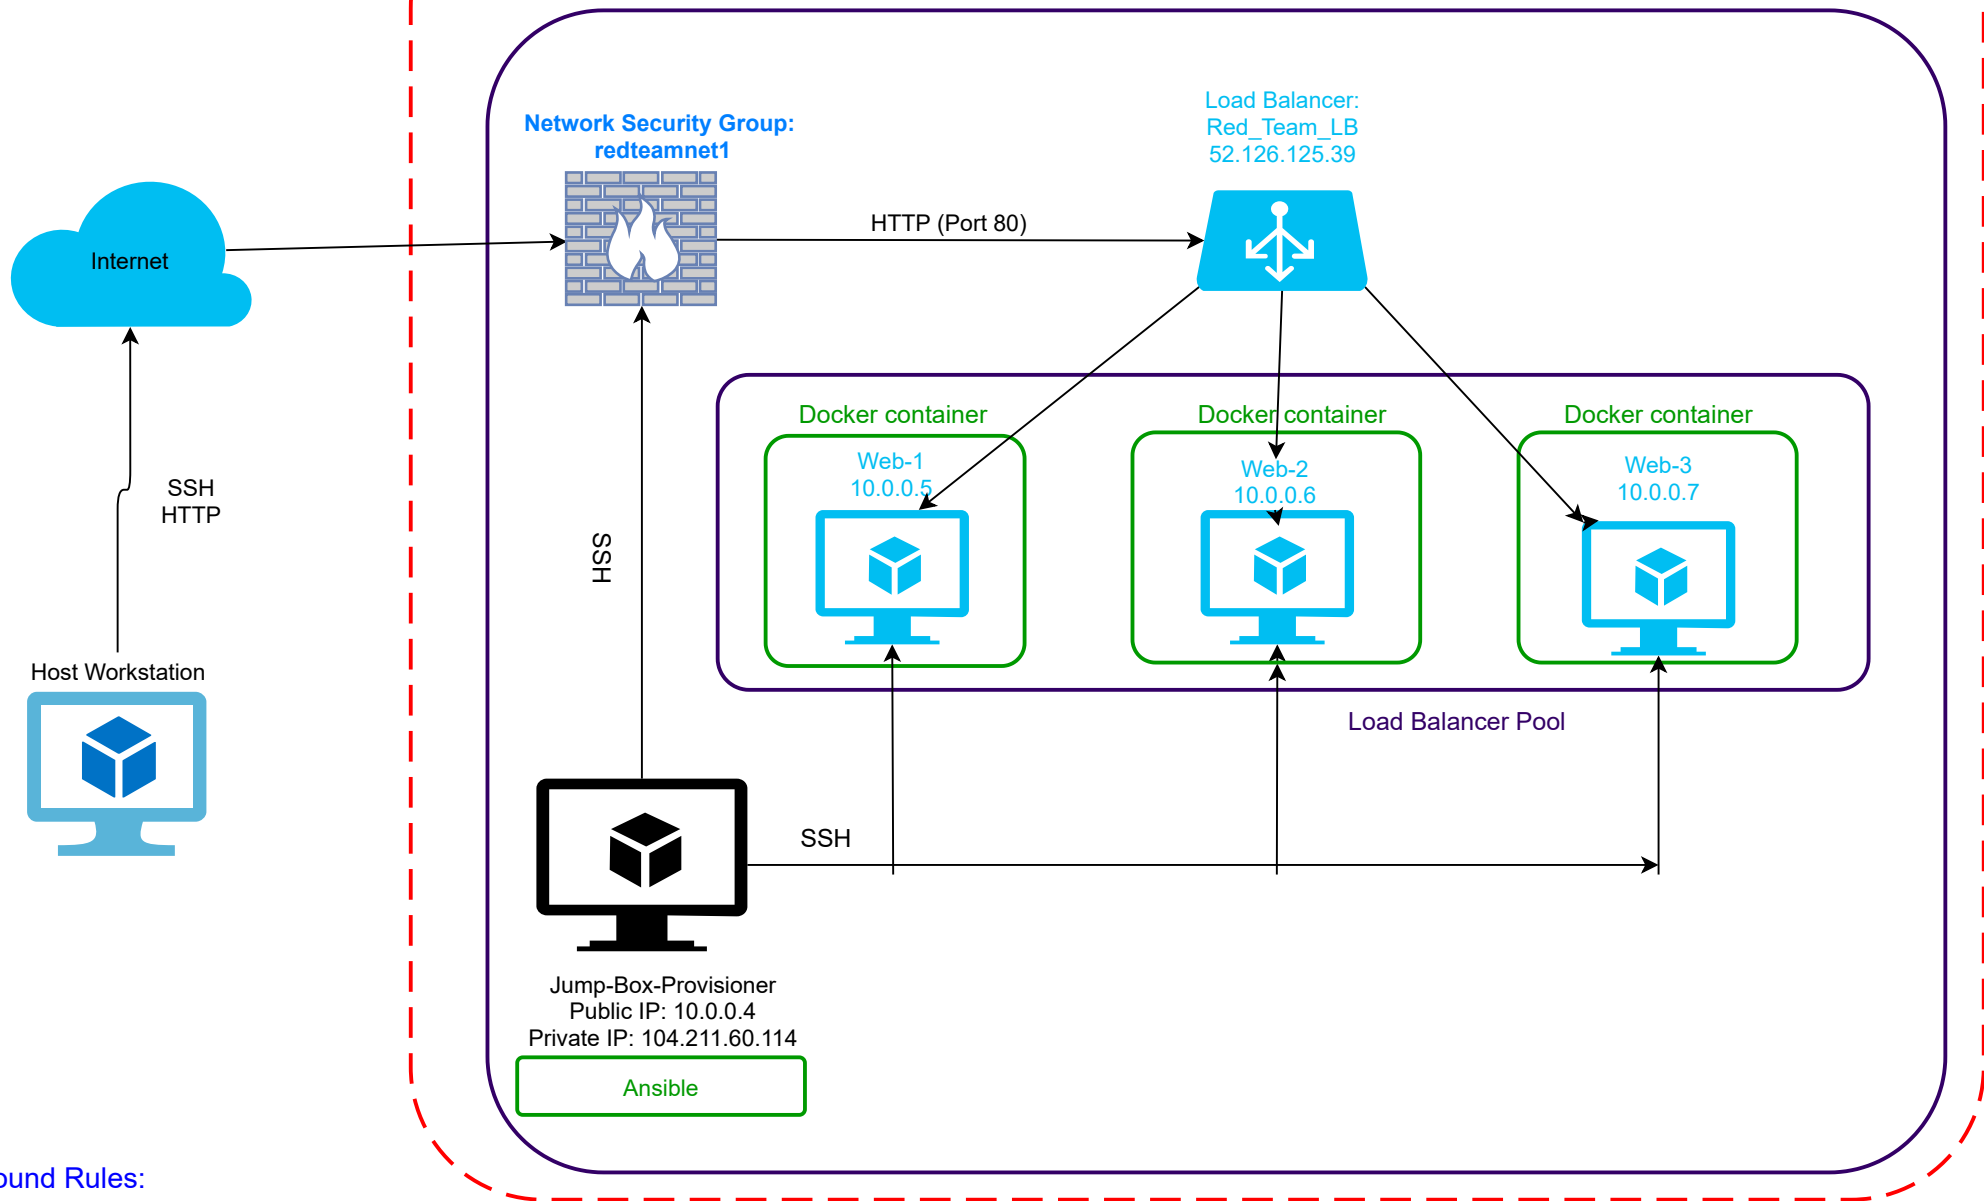 Load Balancer:
Red_Team_LB
52.126.125.39
Network Security Group:
redteamnet1
HTTP (Port 80)
Internet
Docker container
Docker container
Docker container
Web-1
10.0.0.5
Web-2
10.0.0.6
Web-3
10.0.0.7
SSH
HTTP
SSH
Host Workstation
Load Balancer Pool
SSH
Jump-Box-Provisioner
Public IP: 10.0.0.4
Private IP: 104.211.60.114
Ansible
Rules: